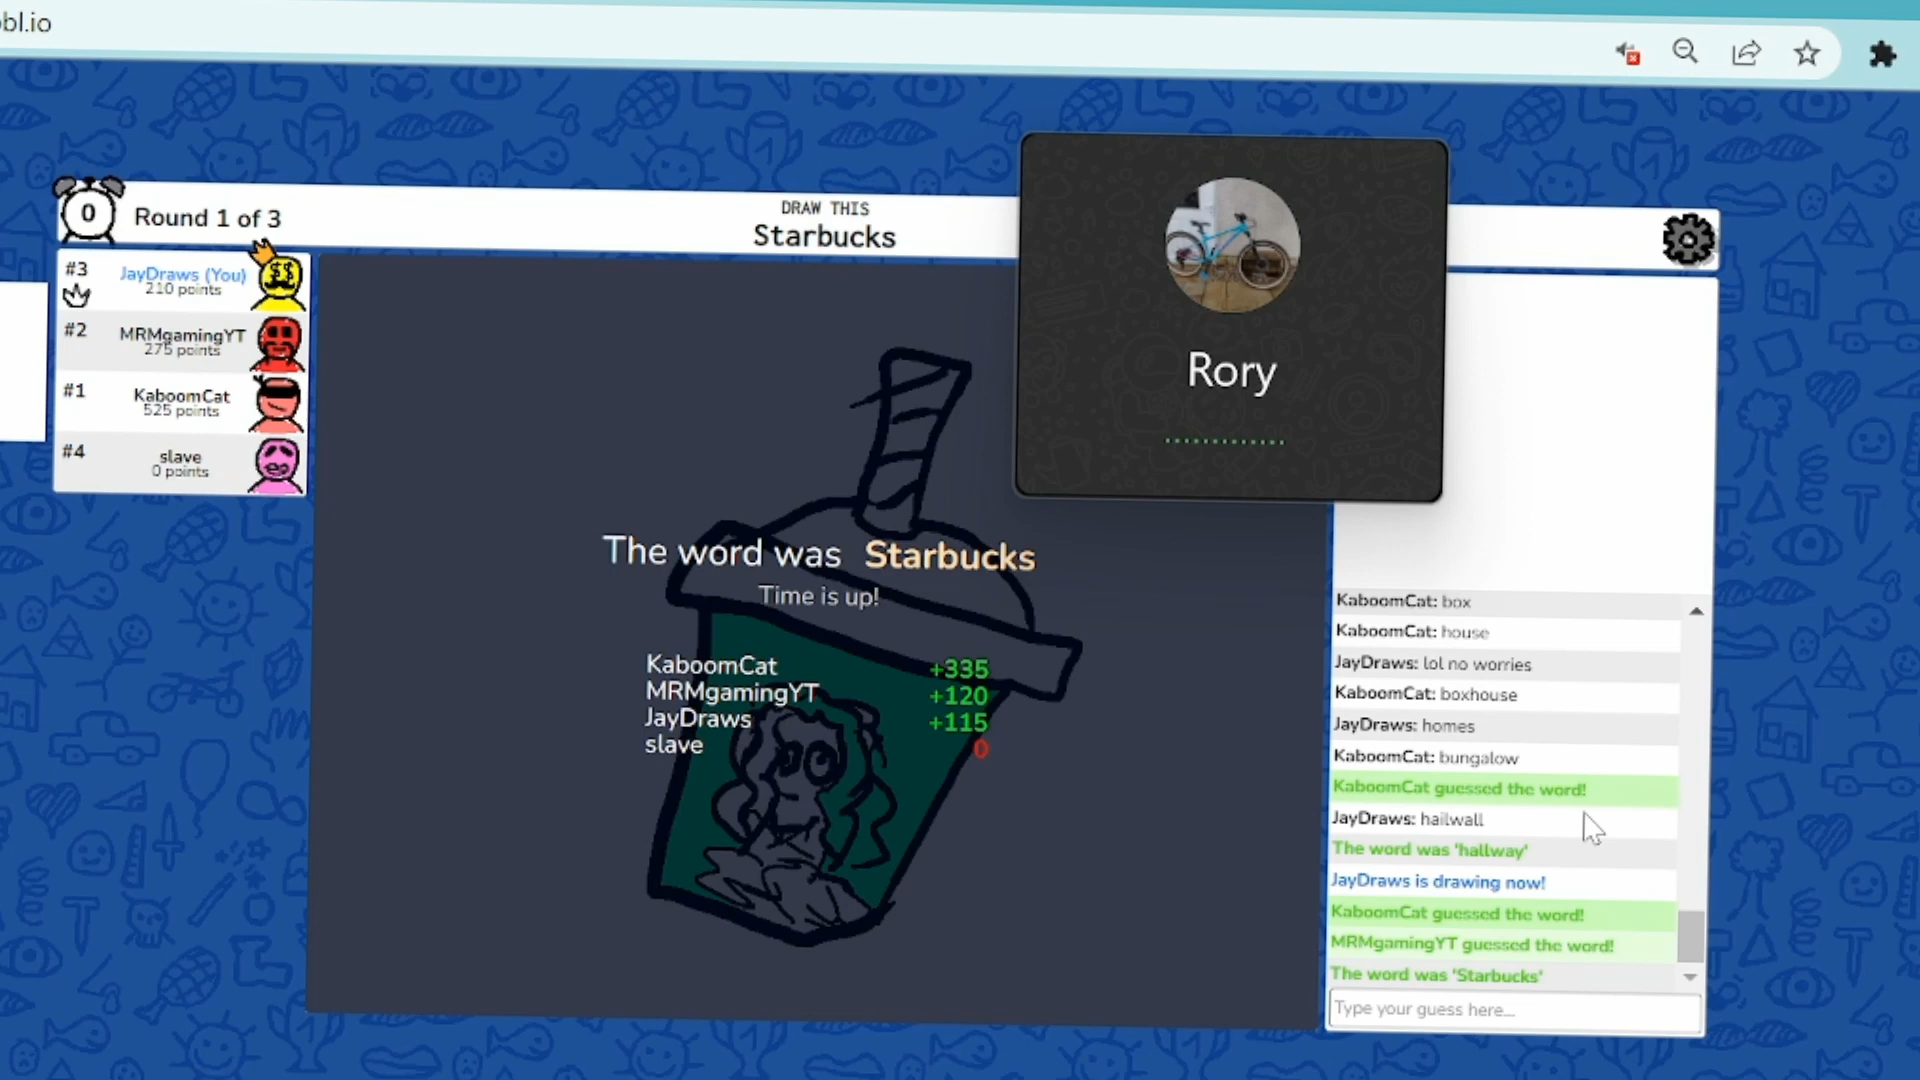 bl.io
0
Round 1 of 3
DRAW THIS
Starbucks
#3
JayDraws (You)
210 points
#2
MRMgamingYT
275 points
#1
KaboomCat
525 points
#4
slave
0 points
Rory
The word was Starbucks
Time is up!
KaboomCat +335
MRMgamingYT +120
JayDraws +115
slave 0
KaboomCat: box
KaboomCat: house
JayDraws: lol no worries
KaboomCat: boxhouse
JayDraws: homes
KaboomCat: bungalow
KaboomCat guessed the word!
JayDraws: hailwall
The word was 'hallway'
JayDraws is drawing now!
KaboomCat guessed the word!
MRMgamingYT guessed the word!
The word was 'Starbucks'
Type your guess here...